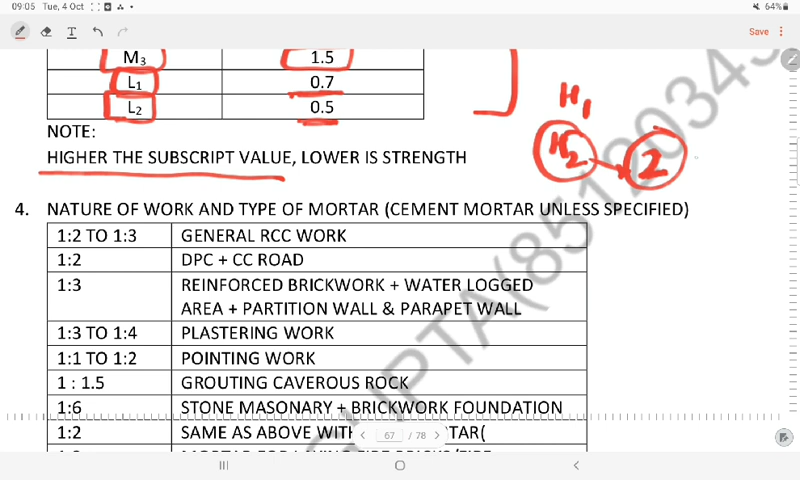 09:05 Tue, 4 Oct 64%
Save
M3 1.5
L1 0.7
L2 0.5
NOTE:
HIGHER THE SUBSCRIPT VALUE, LOWER IS STRENGTH
H1
H2 2
4. NATURE OF WORK AND TYPE OF MORTAR (CEMENT MORTAR UNLESS SPECIFIED)
1:2 TO 1:3 GENERAL RCC WORK
1:2 DPC + CC ROAD
1:3 REINFORCED BRICKWORK + WATER LOGGED
AREA + PARTITION WALL & PARAPET WALL
1:3 TO 1:4 PLASTERING WORK
1:1 TO 1:2 POINTING WORK
1 : 1.5 GROUTING CAVEROUS ROCK
1:6 STONE MASONARY + BRICKWORK FOUNDATION
1:2 SAME AS ABOVE WITH TAR(
67 / 78